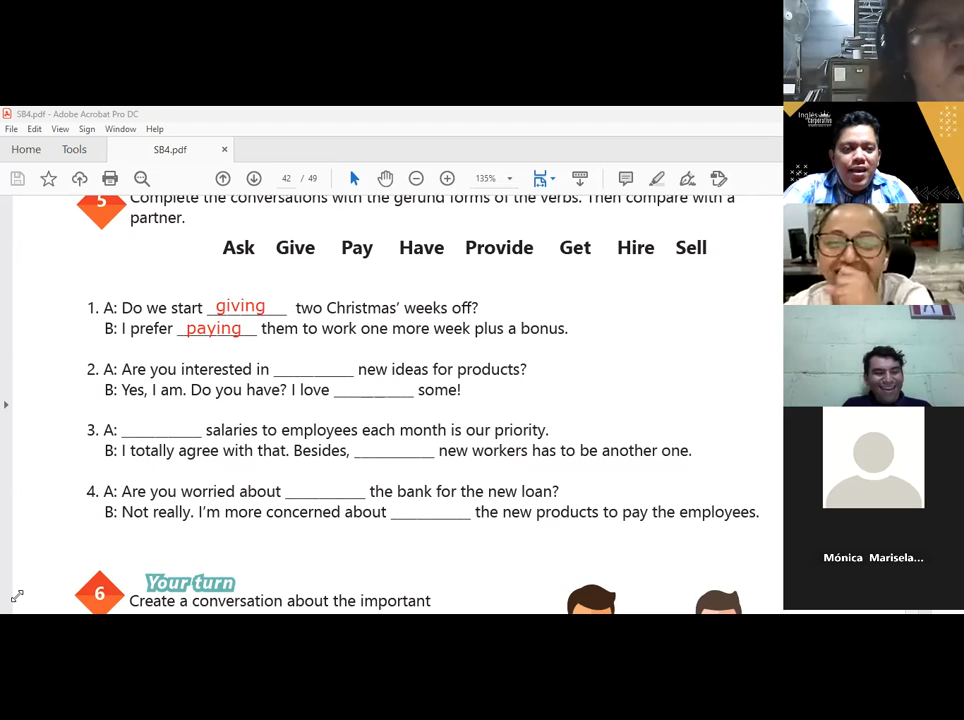 SB4.pdf - Adobe Acrobat Pro DC
File Edit View Sign Window Help
Home Tools SB4.pdf ×
42 / 49 135%
5 Complete the conversations with the gerund forms of the verbs. Then compare with a
partner.
Ask Give Pay Have Provide Get Hire Sell
1. A: Do we start giving two Christmas’ weeks off?
B: I prefer paying them to work one more week plus a bonus.
2. A: Are you interested in __________ new ideas for products?
B: Yes, I am. Do you have? I love __________ some!
3. A: __________ salaries to employees each month is our priority.
B: I totally agree with that. Besides, __________ new workers has to be another one.
4. A: Are you worried about __________ the bank for the new loan?
B: Not really. I’m more concerned about __________ the new products to pay the employees.
6 Your turn
Create a conversation about the important
Inglés
corporativo
Mónica Marisela...